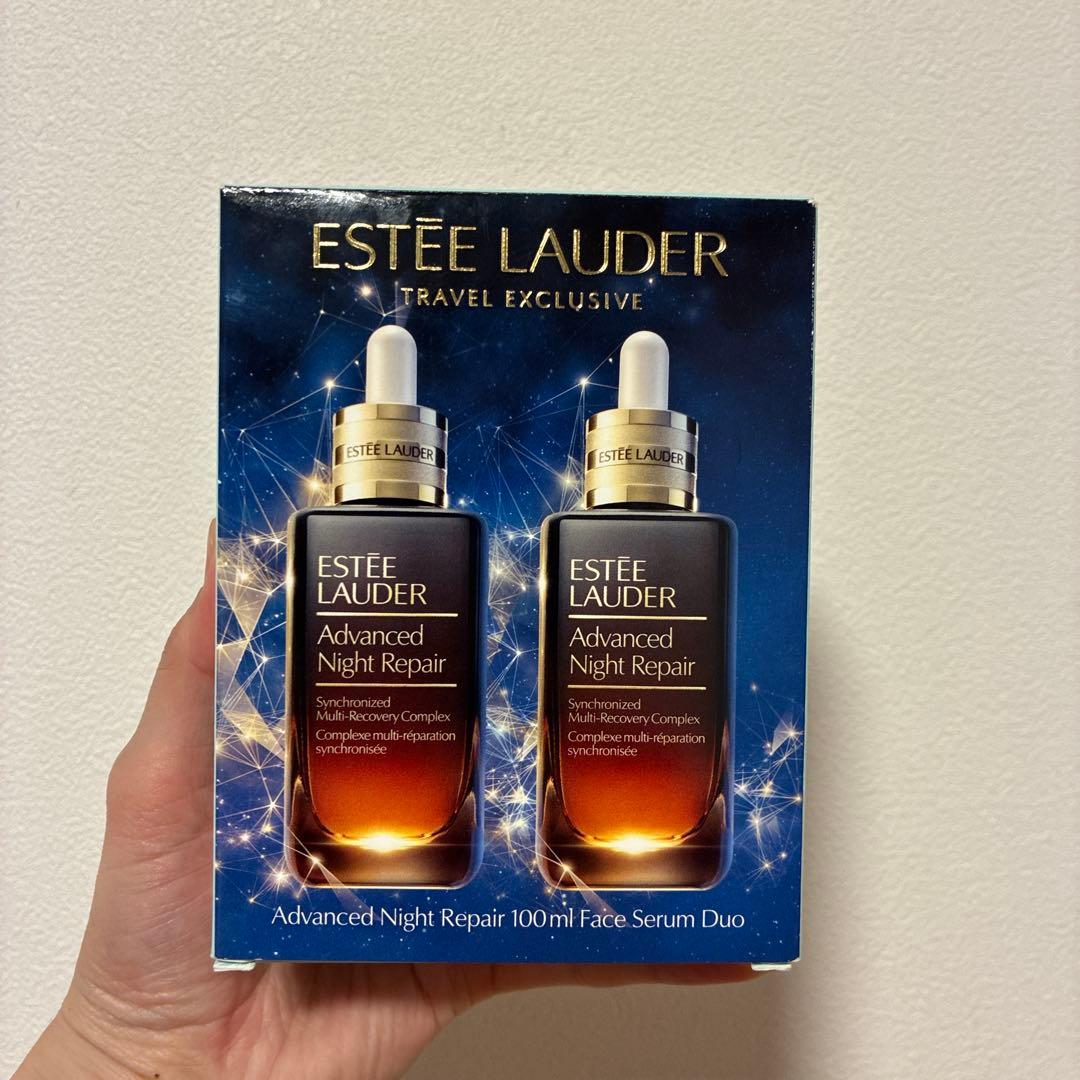 ESTĒE LAUDER
TRAVEL EXCLUSIVE
ESTĒE LAUDER
ESTĒE
LAUDER
Advanced
Night Repair
Synchronized
Multi-Recovery Complex
Complexe multi-réparation
synchronisée
ESTĒE LAUDER
ESTĒE
LAUDER
Advanced
Night Repair
Synchronized
Multi-Recovery Complex
Complexe multi-réparation
synchronisée
Advanced Night Repair 100ml Face Serum Duo